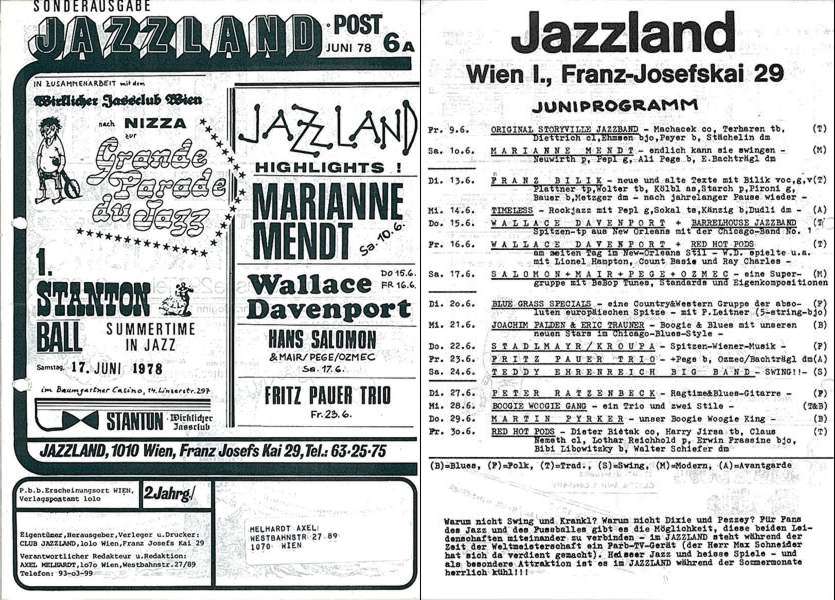 SONDERAUSGABE
JAZZLAND ·POST
JUNI 78 6A
IN ZUSAMMENARBEIT mit dem
Wirklicher Jassclub Wien
nach NIZZA
zur
Grande
Parade
du Jazz
1.
STANTON
BALL
SUMMERTIME
IN JAZZ
Samstag, 17. JUNI 1978
im Baumgartner Casino, 14. Linzerstr. 297
STANTON · Wirklicher
Jassclub
JAZZLAND
HIGHLIGHTS !
MARIANNE
MENDT
Sa. 10.6.
Wallace
Davenport
DO 15.6.
FR 16.6.
HANS SALOMON
& MAIR/PEGE/OZMEC
Sa. 17.6.
FRITZ PAUER TRIO
Fr. 23.6.
JAZZLAND, 1010 Wien, Franz Josefs Kai 29, Tel.: 63-25-75
P.b.b. Erscheinungsort WIEN,
Verlagspostamt 1010
2.Jahrg/
Eigentümer, Herausgeber, Verleger u. Drucker:
CLUB JAZZLAND, 1010 Wien, Franz Josefs Kai 29
Verantwortlicher Redakteur u. Redaktion:
AXEL MELHARDT, 1070 Wien, Westbahnstr. 27/89
Telefon: 93-03-99
MELHARDT AXEL
WESTBAHNSTR 27 89
1070 WIEN
Jazzland
Wien I., Franz-Josefskai 29
JUNIPROGRAMM
Fr. 9.6. ORIGINAL STORYVILLE JAZZBAND - Machacek co, Terharen tb, (T)
Diettrich cl, Ehmsen bjo, Peyer b, Stächelin dm
Sa. 10.6. MARIANNE MENDT - endlich kann sie swingen - (M)
Neuwirth p, Pepl g, Ali Pege b, E.Bachträgl dm
Di. 13.6. FRANZ BILIK - neue und alte Texte mit Bilik voc,g,v(T)
Plattner tp, Wolter tb, Kölbl as, Starch p, Pironi g,
Bauer b, Metzger dm - nach jahrelanger Pause wieder -
Mi. 14.6. TIMELESS - Rockjazz mit Pepl g, Sokal ts, Känzig b, Dudli dm - (A)
Do. 15.6. WALLACE DAVENPORT + BARRELHOUSE JAZZBAND (T)
Spitzen-tp aus New Orleans mit der Chicago-Band No. 1
Fr. 16.6. WALLACE DAVENPORT + RED HOT PODS - (T)
am zweiten Tag im New-Orleans Stil - W.D. spielte u.a.
mit Lionel Hampton, Count Basie und Ray Charles -
Sa. 17.6. SALOMON+MAIR+PEGE+OZMEC - eine Super- (M)
gruppe mit BeBop Tunes, Standards und Eigenkompositionen
Di. 20.6. BLUE GRASS SPECIALS - eine Country&Western Gruppe der abso- (F)
luten europäischen Spitze - mit P.Leitner (5-string-bjo)
Mi. 21.6. JOACHIM PALDEN & ERIC TRAUNER - Boogie & Blues mit unseren (B)
neuen Stars im Chicago-Blues-Style -
Do. 22.6. STADLMAYR/KROUPA - Spitzen-Wiener-Musik - (F)
Fr. 23.6. FRITZ PAUER TRIO - +Pege b, Ozmec/Bachträgl dm(A)
Sa. 24.6. TEDDY EHRENREICH BIG BAND - SWING!!- (S)
Di. 27.6. PETER RATZENBECK - Ragtime&Blues-Gitarre - (F)
Mi. 28.6. BOOGIE WOOGIE GANG - ein Trio und zwei Stile - (T&B)
Do. 29.6. MARTIN PYRKER - unser Boogie Woogie King - (B)
Fr. 30.6. RED HOT PODS - Dieter Bietak co, Harry Jirsa tb, Claus (T)
Nemeth cl, Lothar Reichhold p, Erwin Frassine bjo,
Bibi Libowitzky b, Walter Schiefer dm
(B)=Blues, (F)=Folk, (T)=Trad., (S)=Swing, (M)=Modern, (A)=Avantgarde
Warum nicht Swing und Krankl? Warum nicht Dixie und Pezzey? Für Fans
des Jazz und des Fussballes gibt es die Möglichkeit, diese beiden Lei-
denschaften miteinander zu verbinden - im JAZZLAND steht während der
Zeit der Weltmeisterschaft ein Farb-TV-Gerät (der Herr Max Schneider
hat sich da verdient gemacht). Heisser Jazz und heisse Spiele - und
als besondere Attraktion ist es im JAZZLAND während der Sommermonate
herrlich kühl!!!